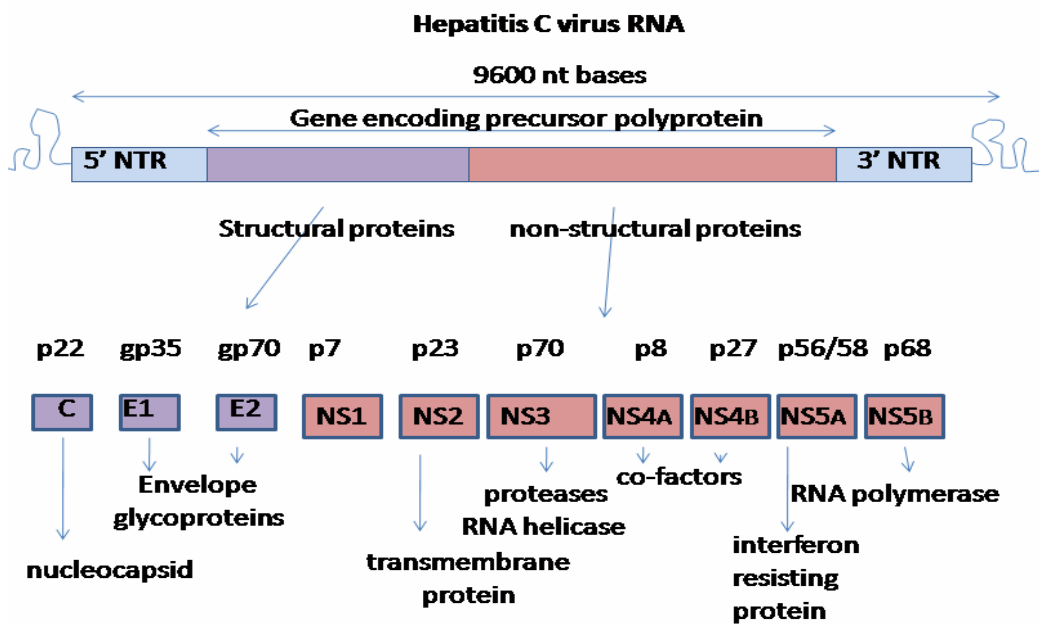 Hepatitis C virus RNA
9600 nt bases
Gene encoding precursor polyprotein
5’ NTR
3’ NTR
Structural proteins
non-structural proteins
p22
gp35
gp70
p7
p23
p70
p8
p27
p56/58
p68
C
E1
E2
NS1
NS2
NS3
NS4A
NS4B
NS5A
NS5B
Envelope
glycoproteins
nucleocapsid
proteases
RNA helicase
transmembrane
protein
co-factors
RNA polymerase
interferon
resisting
protein